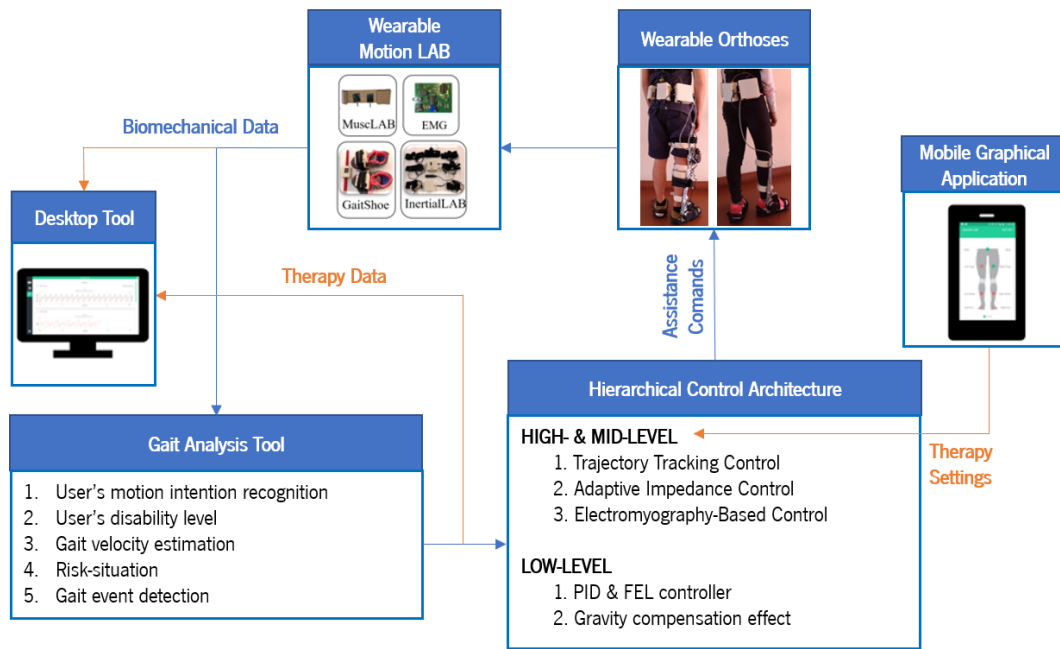 Wearable
Motion LAB
MuscLAB
EMG
GaitShoe
InertialLAB
Wearable Orthoses
Mobile Graphical
Application
Biomechanical Data
Desktop Tool
Therapy Data
Assistance
Comands
Gait Analysis Tool
1. User's motion intention recognition
2. User's disability level
3. Gait velocity estimation
4. Risk-situation
5. Gait event detection
Hierarchical Control Architecture
HIGH- & MID-LEVEL
1. Trajectory Tracking Control
2. Adaptive Impedance Control
3. Electromyography-Based Control
LOW-LEVEL
1. PID & FEL controller
2. Gravity compensation effect
Therapy
Settings